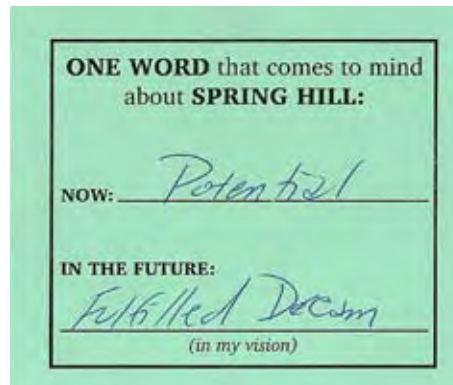 ONE WORD that comes to mind
about SPRING HILL:
NOW: Potential
IN THE FUTURE:
Fulfilled Dream
(in my vision)